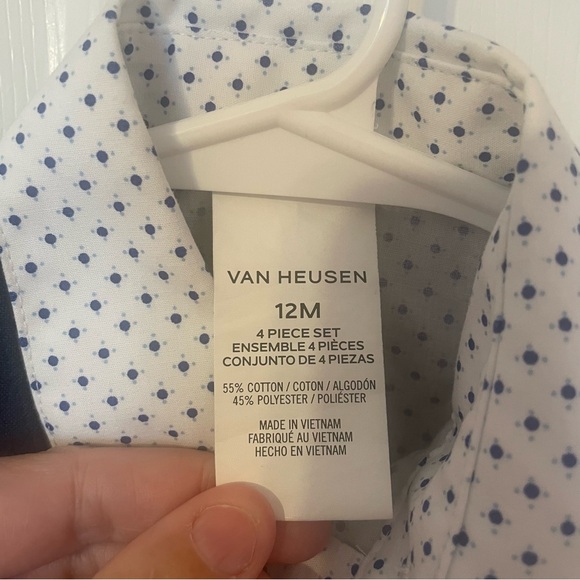 VAN HEUSEN
12M
4 PIECE SET
ENSEMBLE 4 PIÈCES
CONJUNTO DE 4 PIEZAS
55% COTTON / COTON / ALGODÓN
45% POLYESTER / POLIÉSTER
MADE IN VIETNAM
FABRIQUÉ AU VIETNAM
HECHO EN VIETNAM